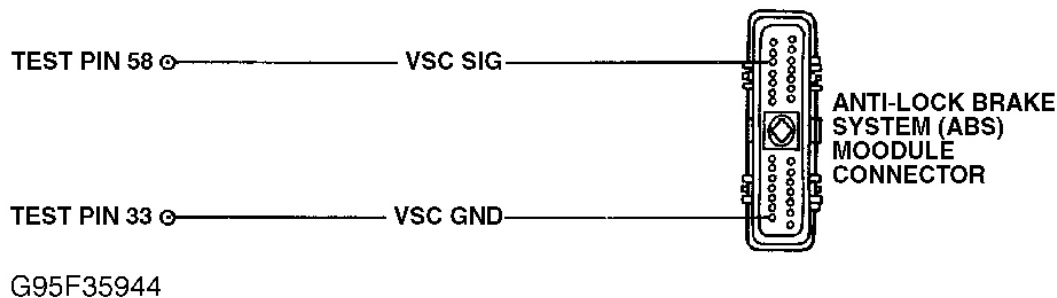 TEST PIN 58 VSC SIG
ANTI-LOCK BRAKE
SYSTEM (ABS)
MOODULE
CONNECTOR
TEST PIN 33 VSC GND
G95F35944